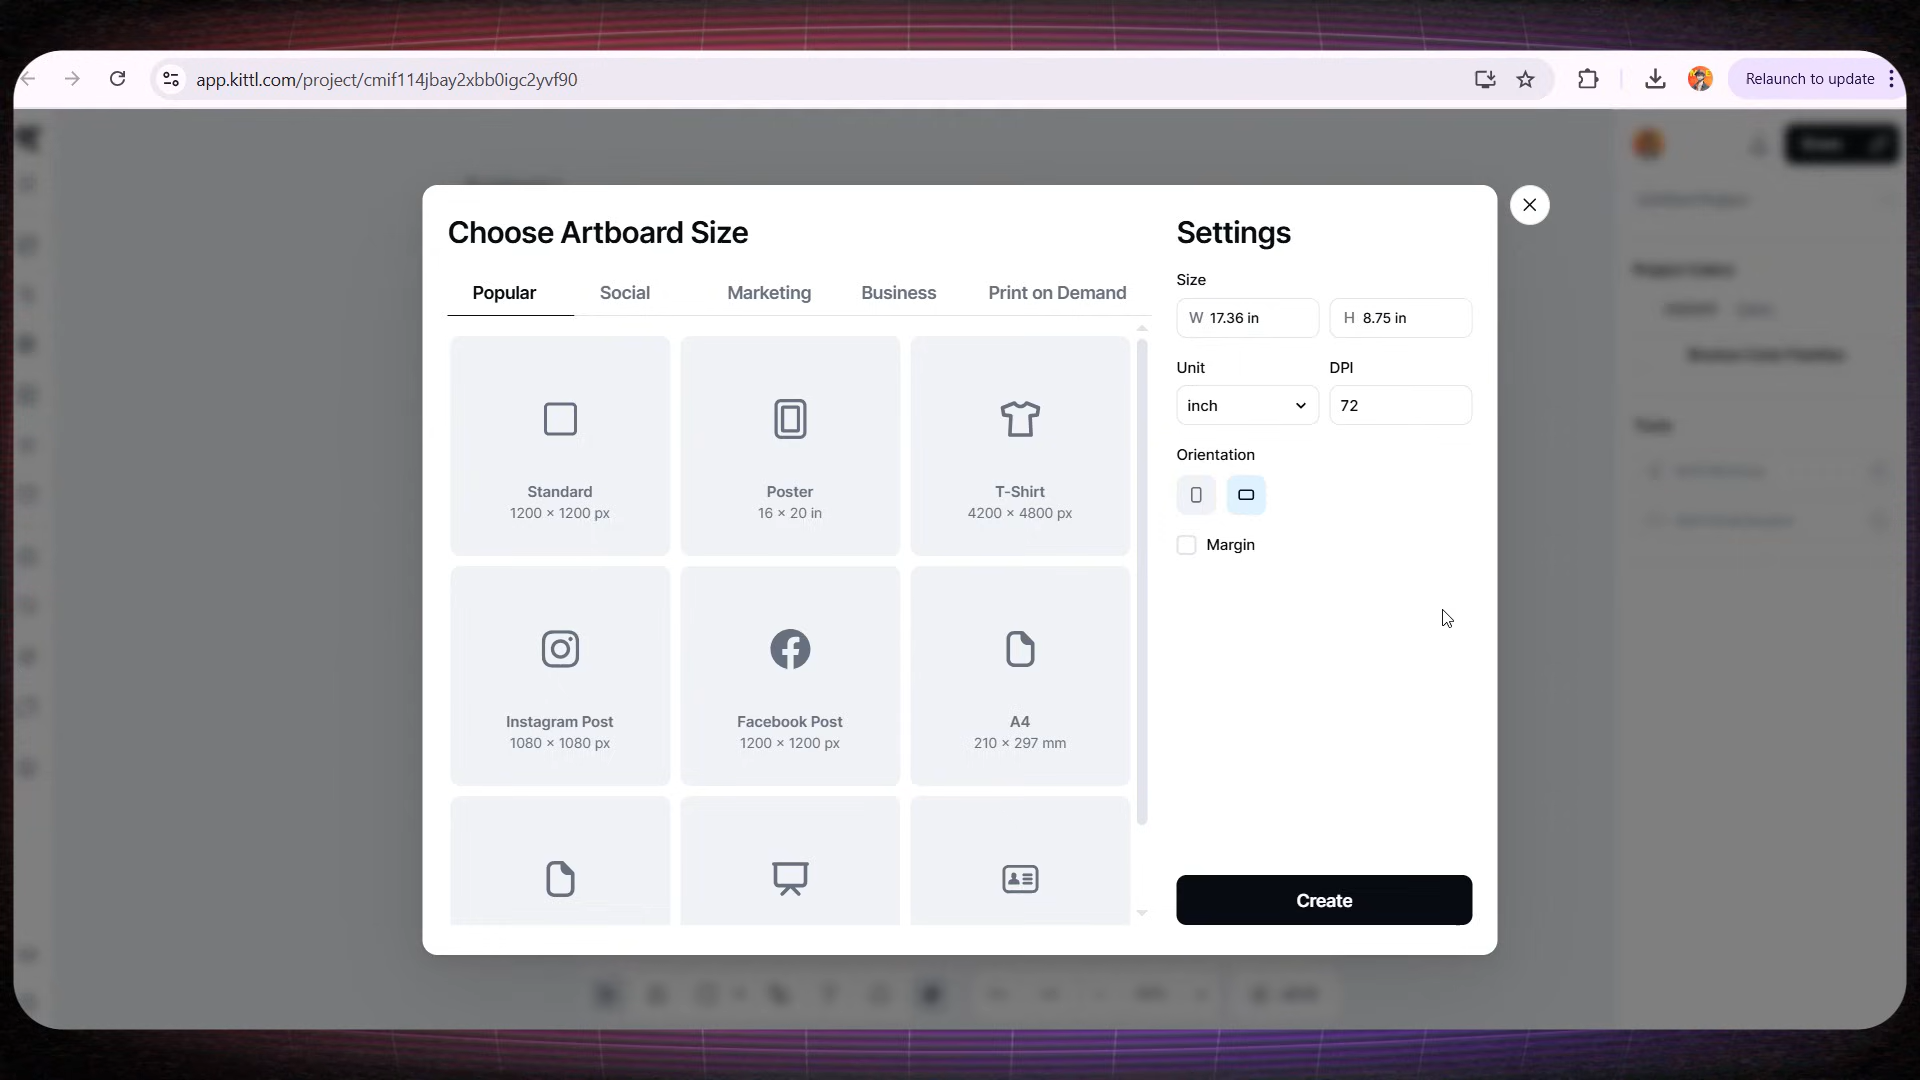 app.kittl.com/project/cmif114jbay2xbb0igc2yvf90
Relaunch to update
Choose Artboard Size
Popular
Social
Marketing
Business
Print on Demand
Standard
1200 × 1200 px
Poster
16 × 20 in
T-Shirt
4200 × 4800 px
Instagram Post
1080 × 1080 px
Facebook Post
1200 × 1200 px
A4
210 × 297 mm
Settings
Size
W 17.36 in
H 8.75 in
Unit
DPI
inch
72
Orientation
Margin
Create